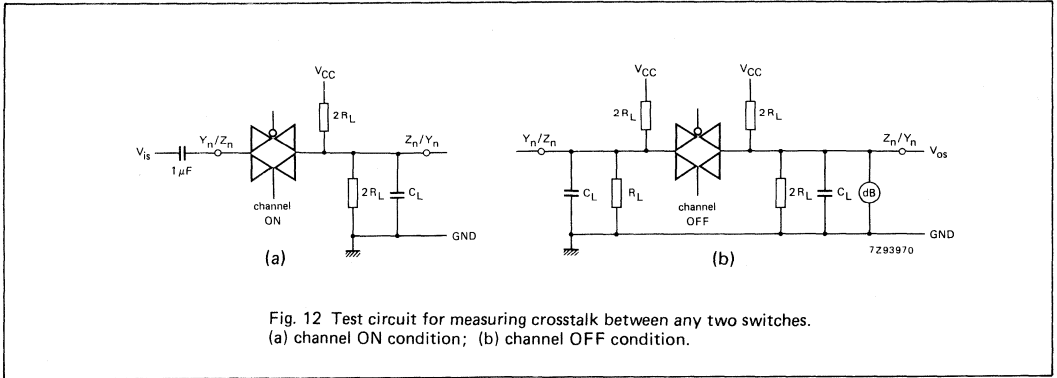 V_CC
2R_L
Y_n/Z_n
Z_n/Y_n
V_is
1 µF
2R_L
C_L
channel
ON
GND
(a)
V_CC
V_CC
2R_L
2R_L
Y_n/Z_n
Z_n/Y_n
V_os
C_L
R_L
channel
OFF
2R_L
C_L
dB
GND
7Z93970
(b)
Fig. 12 Test circuit for measuring crosstalk between any two switches.
(a) channel ON condition; (b) channel OFF condition.